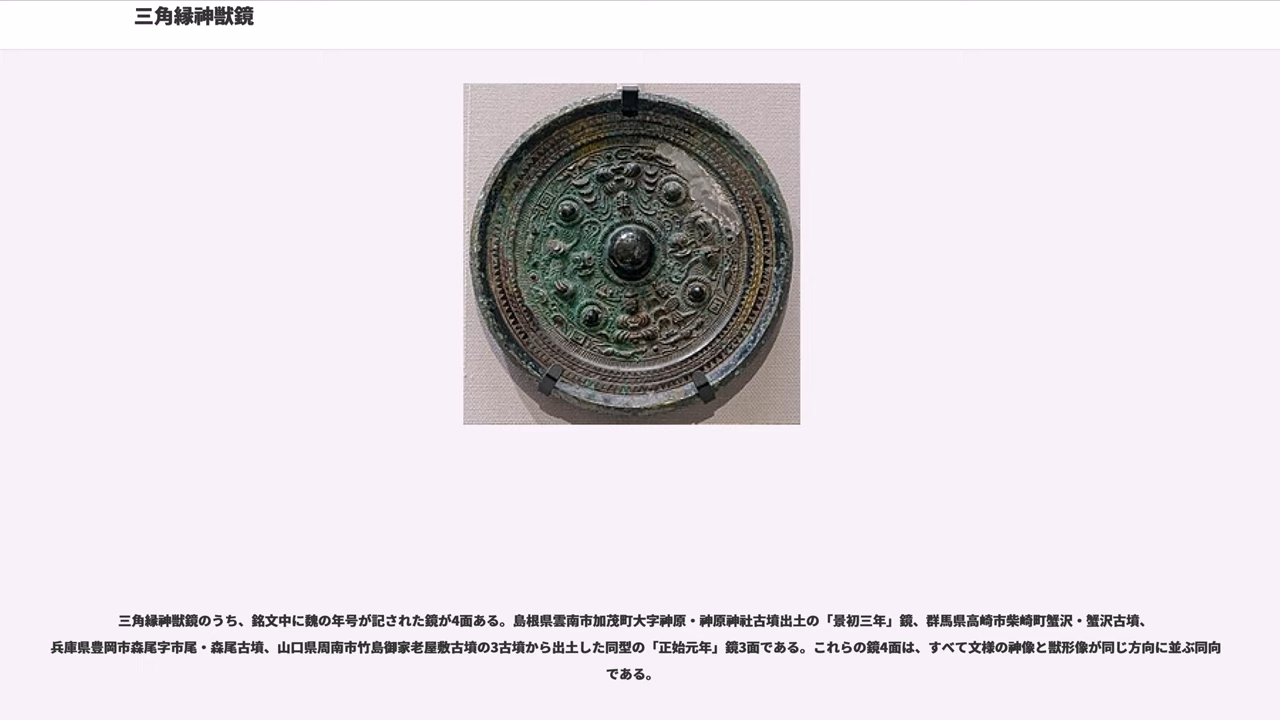 三角縁神獣鏡
三角縁神獣鏡のうち、銘文中に魏の年号が記された鏡が4面ある。島根県雲南市加茂町大字神原・神原神社古墳出土の「景初三年」鏡、群馬県高崎市柴崎町蟹沢・蟹沢古墳、
兵庫県豊岡市森尾字市尾・森尾古墳、山口県周南市竹島御家老屋敷古墳の3古墳から出土した同型の「正始元年」鏡3面である。これらの鏡4面は、すべて文様の神像と獣形像が同じ方向に並ぶ同向
である。